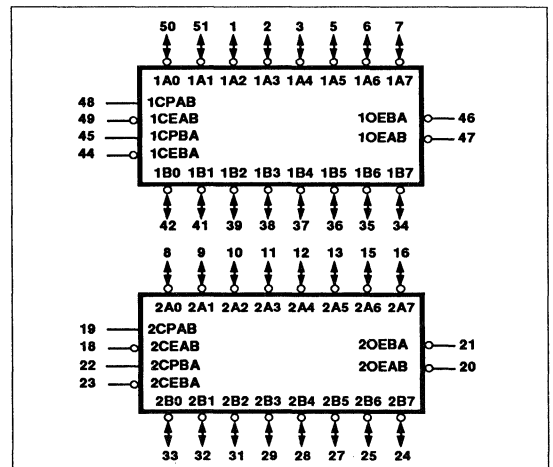 50 51 1 2 3 5 6 7
1A0 1A1 1A2 1A3 1A4 1A5 1A6 1A7
48 1CPAB
49 1CEAB 1OEBA 46
45 1CPBA 1OEAB 47
44 1CEBA
1B0 1B1 1B2 1B3 1B4 1B5 1B6 1B7
42 41 39 38 37 36 35 34
8 9 10 11 12 13 15 16
2A0 2A1 2A2 2A3 2A4 2A5 2A6 2A7
19 2CPAB
18 2CEAB 2OEBA 21
22 2CPBA 2OEAB 20
23 2CEBA
2B0 2B1 2B2 2B3 2B4 2B5 2B6 2B7
33 32 31 29 28 27 25 24